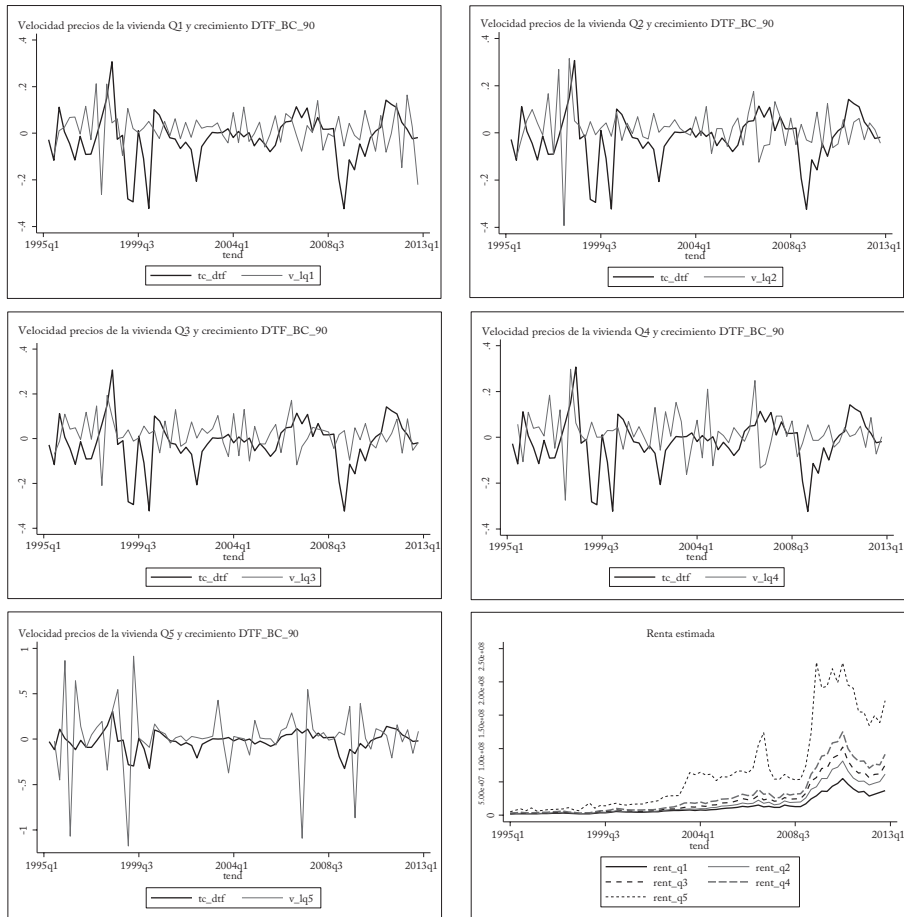 Velocidad precios de la vivienda Q1 y crecimiento DTF_BC_90
.4
.2
0
-.2
-.4
1995q1 1999q3 2004q1 2008q3 2013q1
tend
tc_dtf v_lq1
Velocidad precios de la vivienda Q2 y crecimiento DTF_BC_90
.4
.2
0
-.2
-.4
1995q1 1999q3 2004q1 2008q3 2013q1
tend
tc_dtf v_lq2
Velocidad precios de la vivienda Q3 y crecimiento DTF_BC_90
.4
.2
0
-.2
-.4
1995q1 1999q3 2004q1 2008q3 2013q1
tend
tc_dtf v_lq3
Velocidad precios de la vivienda Q4 y crecimiento DTF_BC_90
.4
.2
0
-.2
-.4
1995q1 1999q3 2004q1 2008q3 2013q1
tend
tc_dtf v_lq4
Velocidad precios de la vivienda Q5 y crecimiento DTF_BC_90
1
0.5
0
-.5
-1
1995q1 1999q3 2004q1 2008q3 2013q1
tend
tc_dtf v_lq5
Renta estimada
2.50e+08
2.00e+08
1.50e+08
1.00e+08
5.00e+07
0
1995q1 1999q3 2004q1 2008q3 2013q1
tend
rent_q1 rent_q2
rent_q3 rent_q4
rent_q5